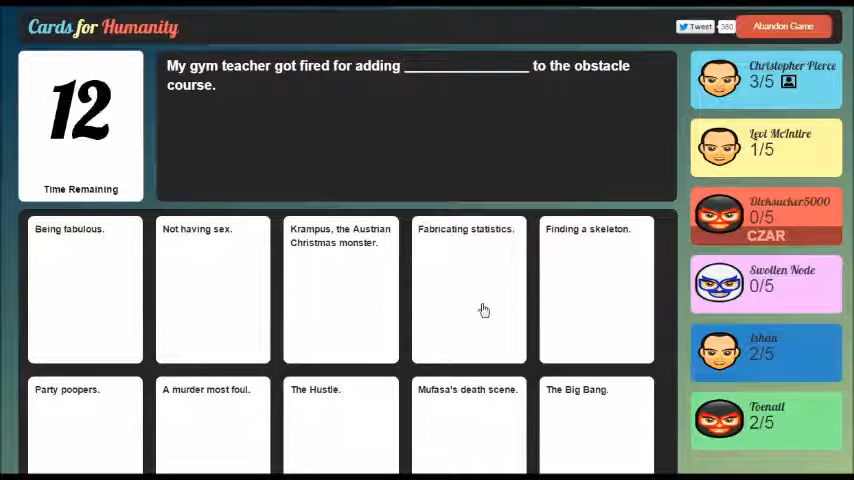 Cards for Humanity
Tweet
380
Abandon Game
12
Time Remaining
My gym teacher got fired for adding ________________ to the obstacle
course.
Christopher Pierce
3/5
Levi McIntire
1/5
Dicksucker5000
0/5
CZAR
Swollen Node
0/5
Ishan
2/5
Toenail
2/5
Being fabulous.
Not having sex.
Krampus, the Austrian
Christmas monster.
Fabricating statistics.
Finding a skeleton.
Party poopers.
A murder most foul.
The Hustle.
Mufasa's death scene.
The Big Bang.